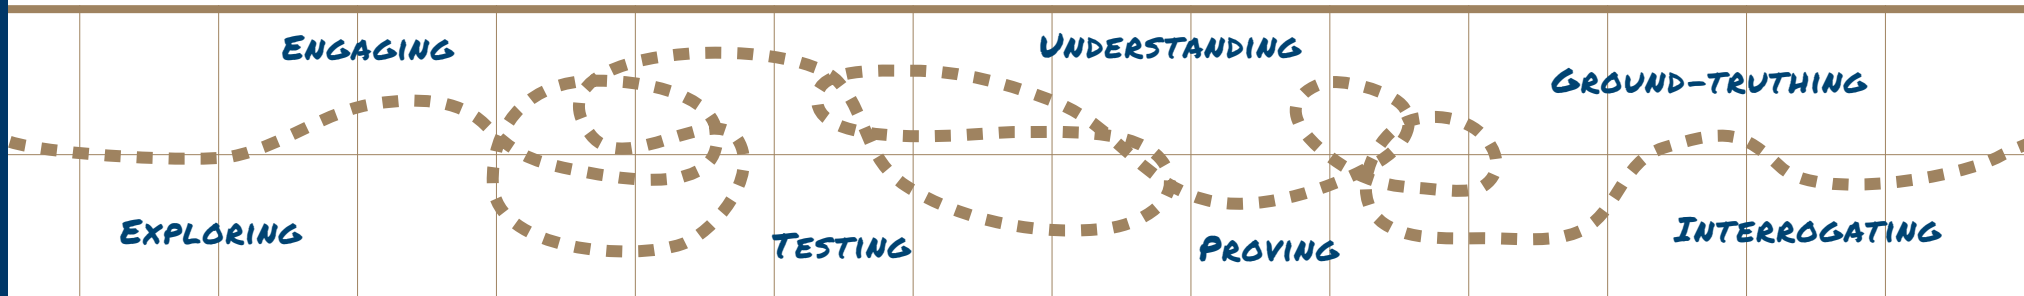 Engaging
Understanding
Ground-truthing
Exploring
Testing
Proving
Interrogating